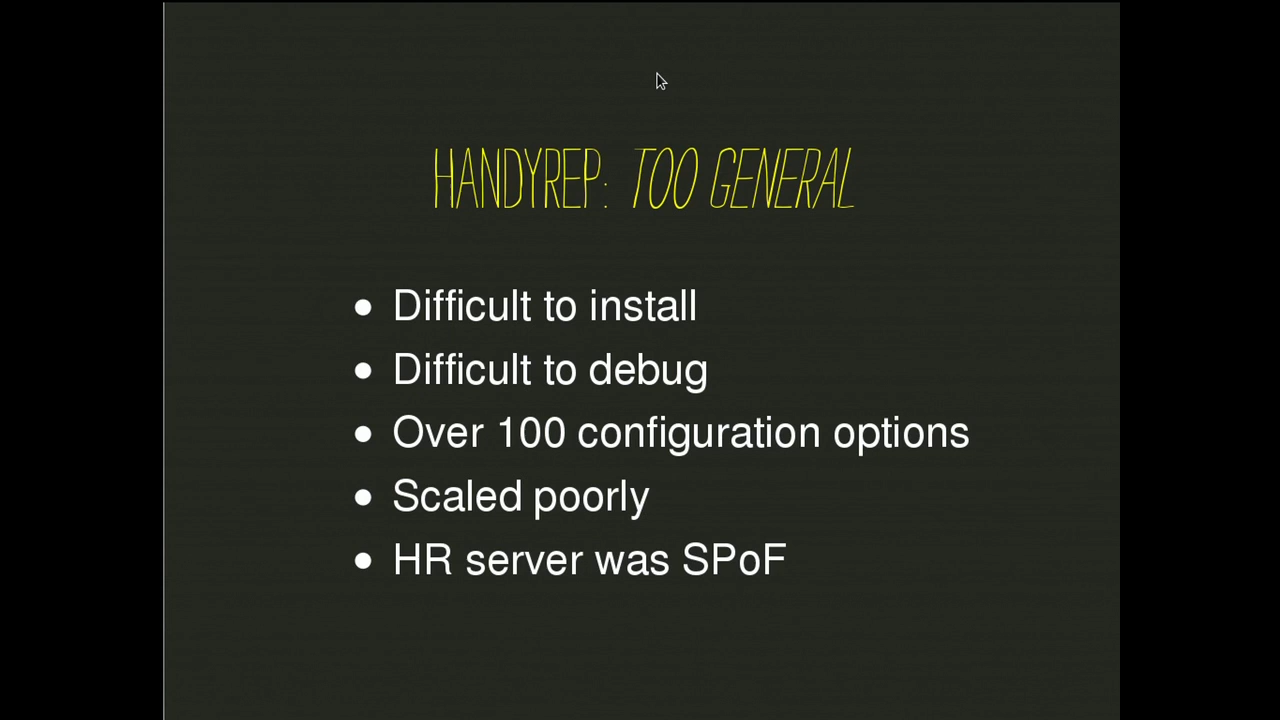 HANDYREP: TOO GENERAL
• Difficult to install
• Difficult to debug
• Over 100 configuration options
• Scaled poorly
• HR server was SPoF